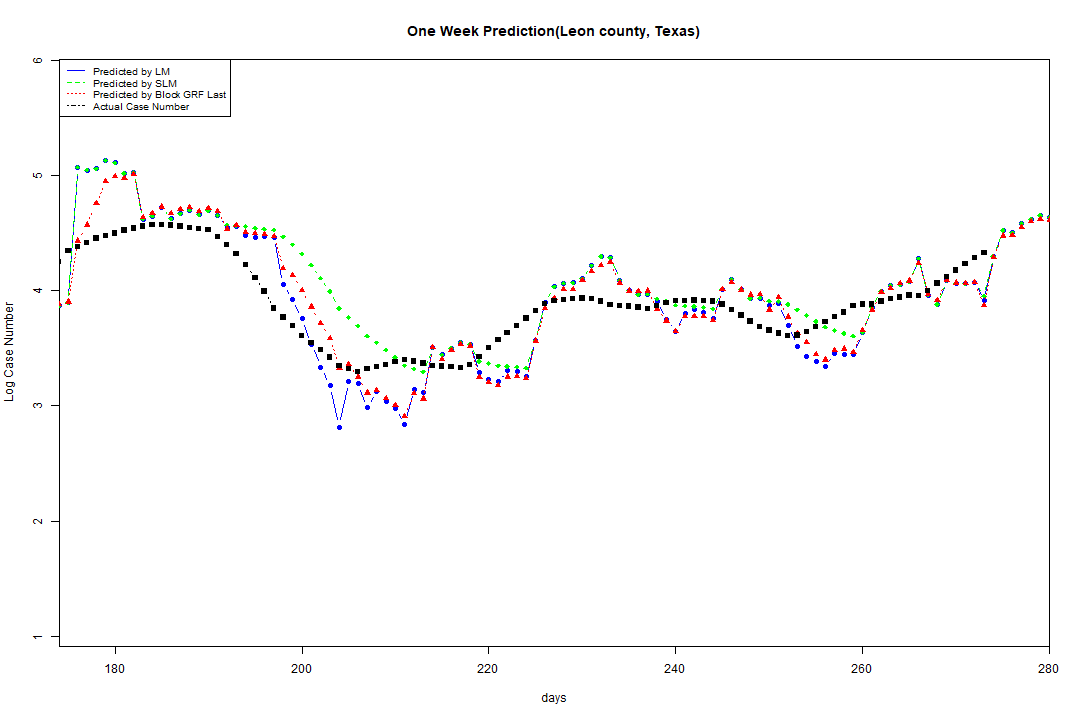 One Week Prediction(Leon county, Texas)
Predicted by LM
Predicted by SLM
Predicted by Block GRF Last
Actual Case Number
6
5
4
3
2
1
Log Case Number
180 200 220 240 260 280
days